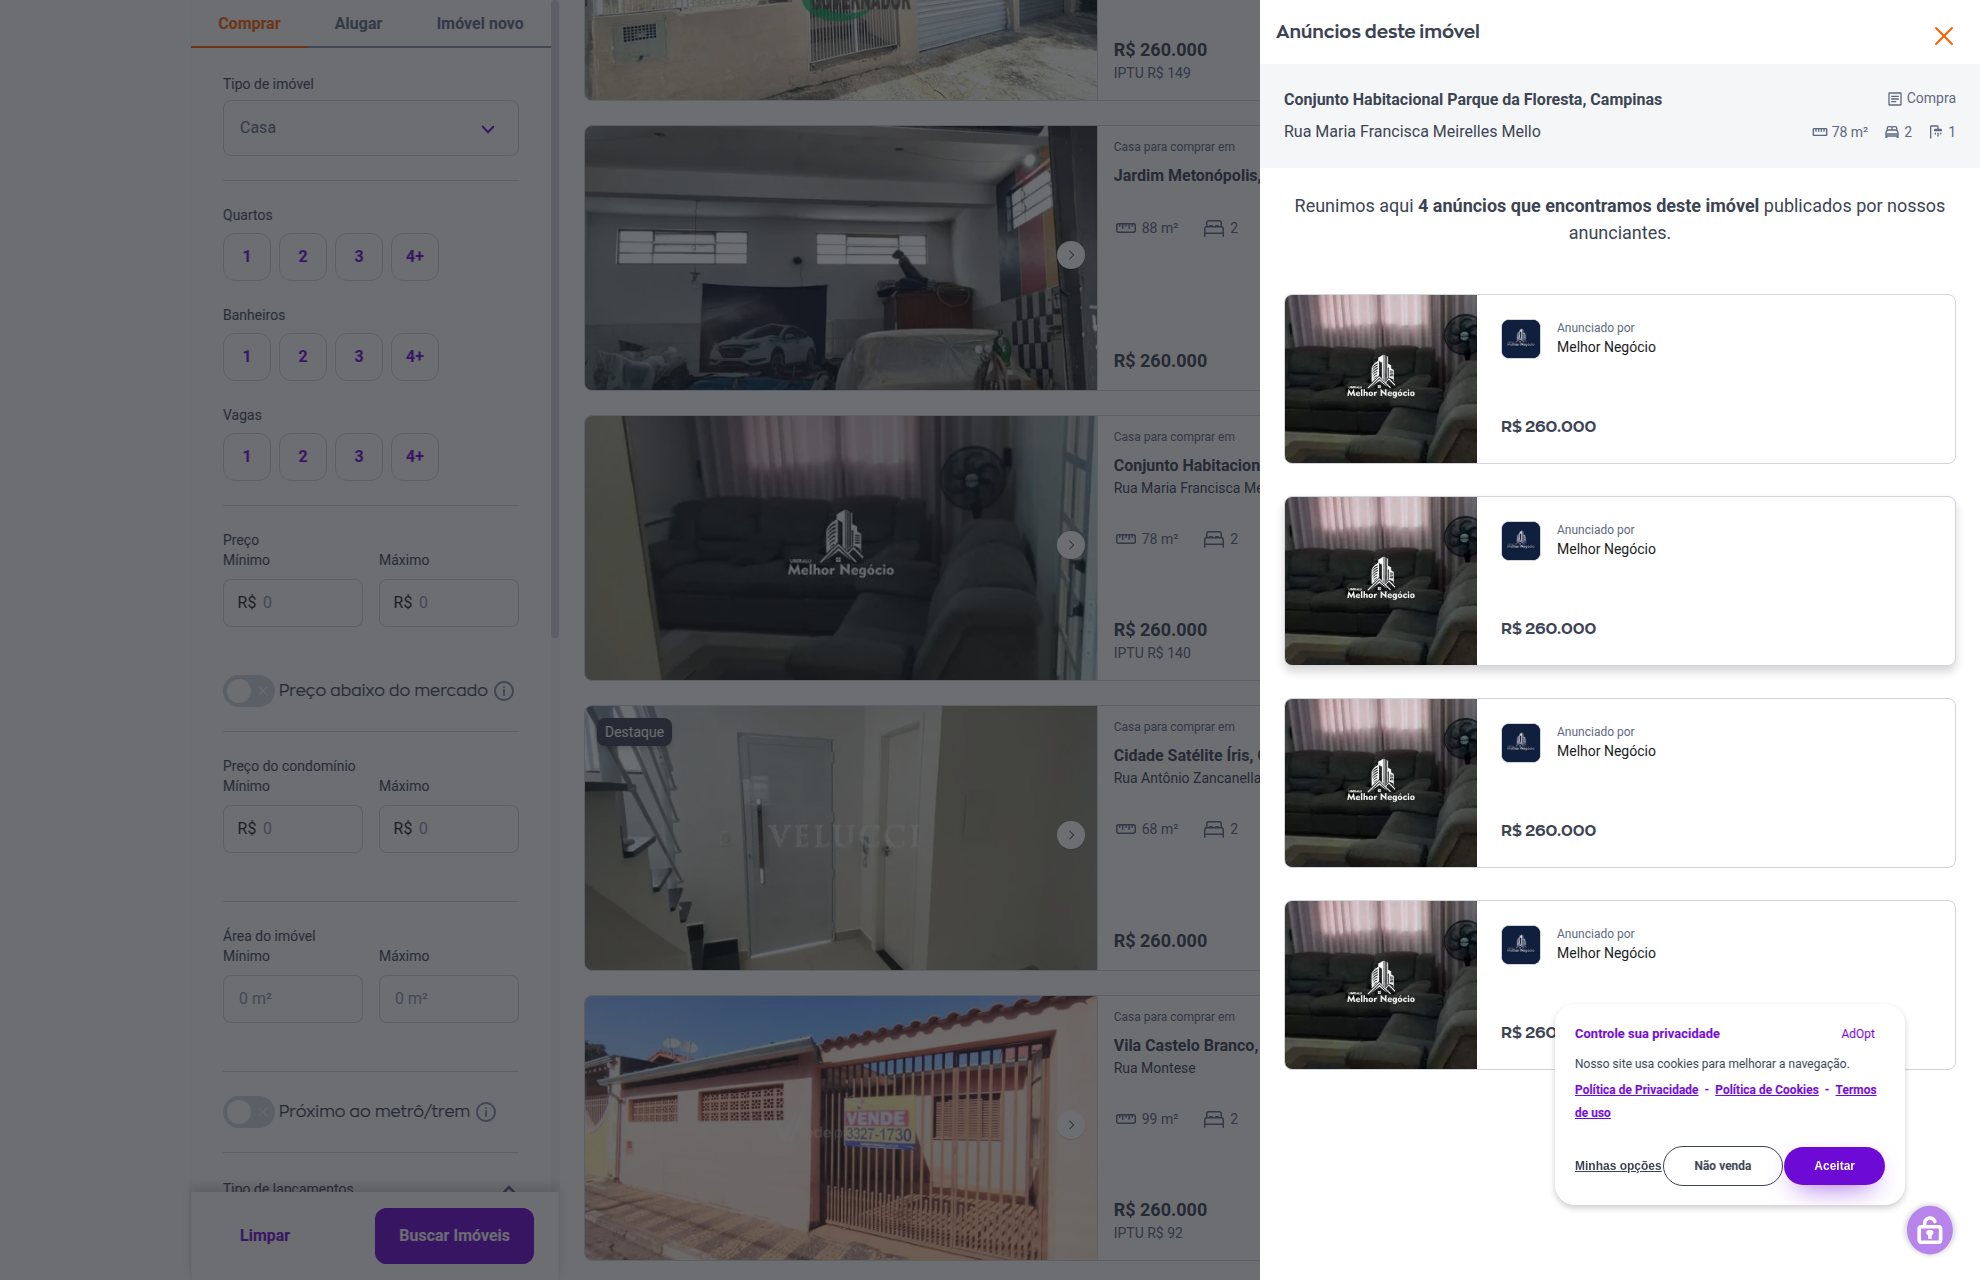 Comprar
Alugar
Imóvel novo
Tipo de imóvel
Casa
Quartos
1
2
3
4+
Banheiros
1
2
3
4+
Vagas
1
2
3
4+
Preço
Mínimo
Máximo
R$ 0
R$ 0
Preço abaixo do mercado
Preço do condomínio
Mínimo
Máximo
R$ 0
R$ 0
Área do imóvel
Mínimo
Máximo
0 m²
0 m²
Próximo ao metrô/trem
Tipo de lançamentos
Limpar
Buscar Imóveis
GOVERNADOR
R$ 260.000
IPTU R$ 149
Casa para comprar em
Jardim Metonópolis,
88 m²
2
R$ 260.000
Melhor Negócio
Casa para comprar em
Conjunto Habitacion
Rua Maria Francisca Me
78 m²
2
R$ 260.000
IPTU R$ 140
Destaque
VELUCCI
Casa para comprar em
Cidade Satélite Íris,
Rua Antônio Zancanella
68 m²
2
R$ 260.000
VENDE
3327-1730
Casa para comprar em
Vila Castelo Branco,
Rua Montese
99 m²
2
R$ 260.000
IPTU R$ 92
Anúncios deste imóvel
Conjunto Habitacional Parque da Floresta, Campinas
Compra
Rua Maria Francisca Meirelles Mello
78 m²
2
1
Reunimos aqui 4 anúncios que encontramos deste imóvel publicados por nossos
anunciantes.
Melhor Negócio
Anunciado por
Melhor Negócio
R$ 260.000
Melhor Negócio
Anunciado por
Melhor Negócio
R$ 260.000
Melhor Negócio
Anunciado por
Melhor Negócio
R$ 260.000
Melhor Negócio
Anunciado por
Melhor Negócio
R$ 260
Controle sua privacidade
AdOpt
Nosso site usa cookies para melhorar a navegação.
Política de Privacidade - Política de Cookies - Termos
de uso
Minhas opções
Não venda
Aceitar